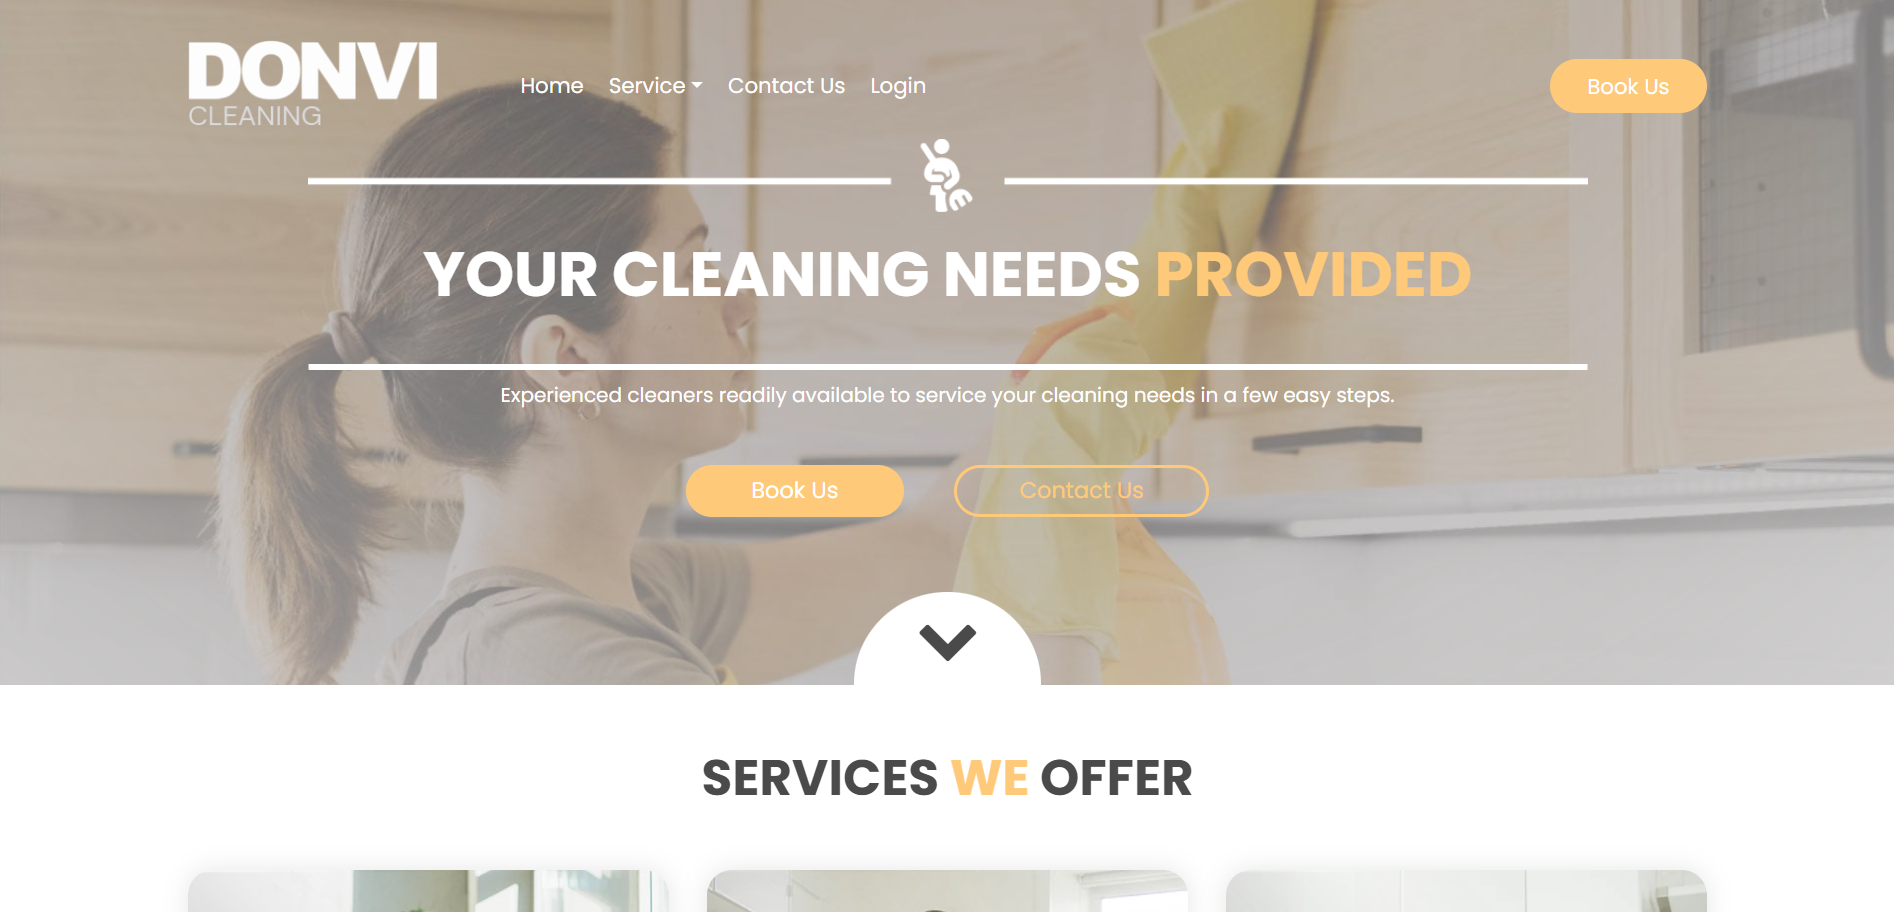 DONVI
CLEANING
Home Service Contact Us Login
Book Us
YOUR CLEANING NEEDS PROVIDED
Experienced cleaners readily available to service your cleaning needs in a few easy steps.
Book Us
Contact Us
SERVICES WE OFFER